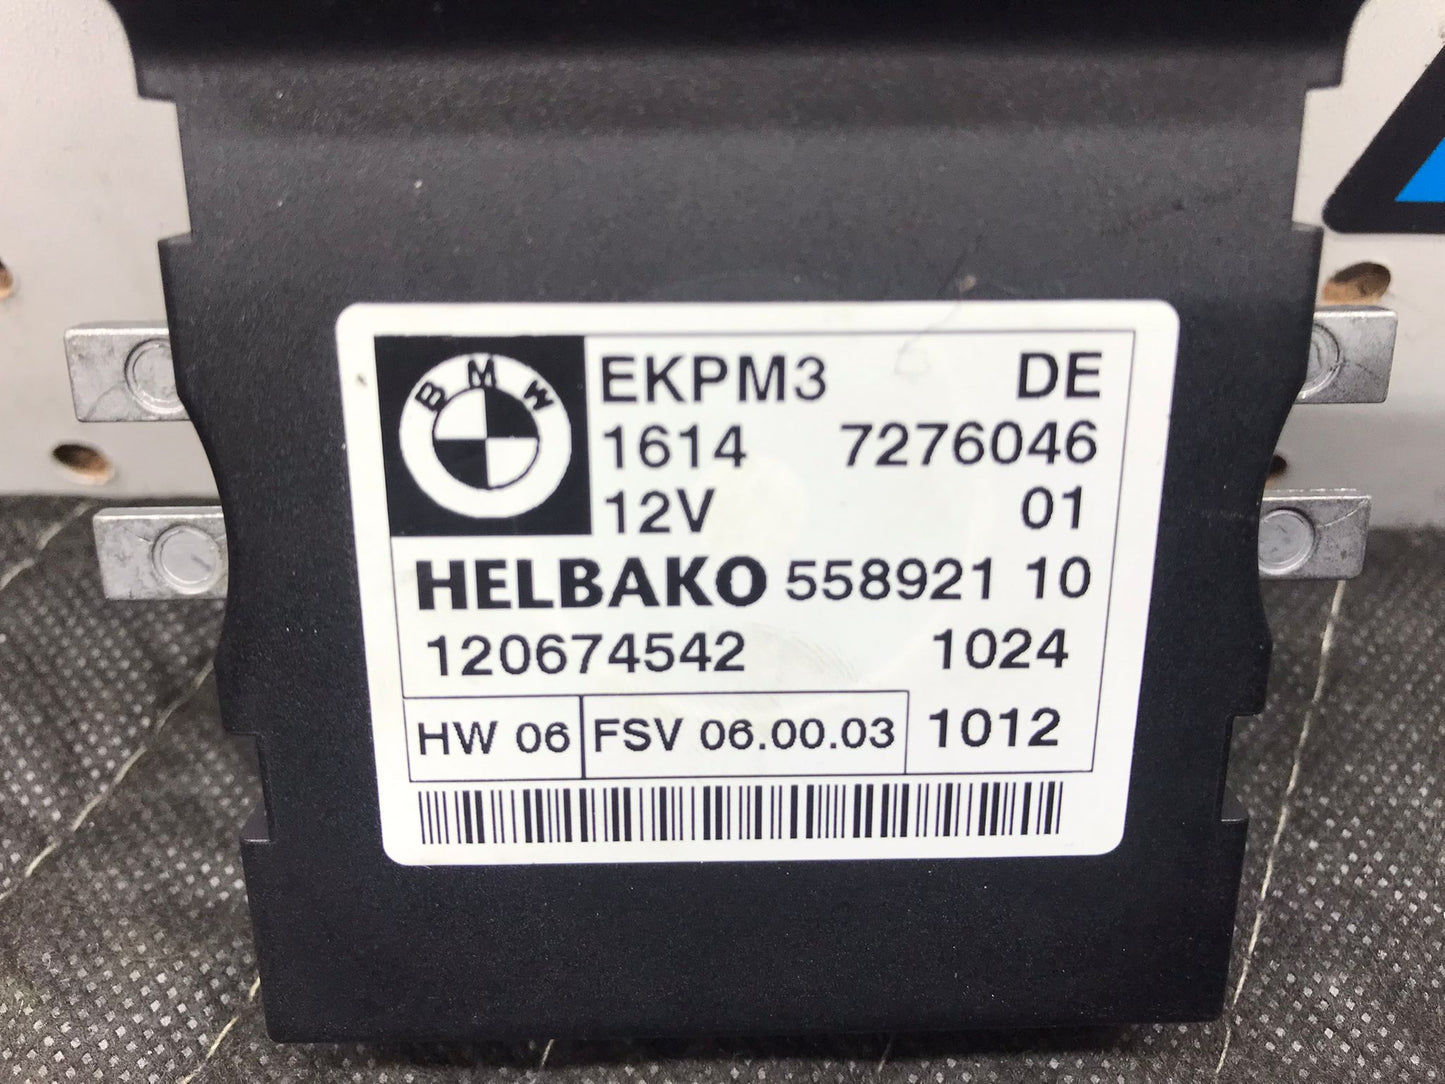 BMW
EKPM3 DE
1614 7276046
12V 01
HELBAKO 558921 10
120674542 1024
HW 06 FSV 06.00.03 1012